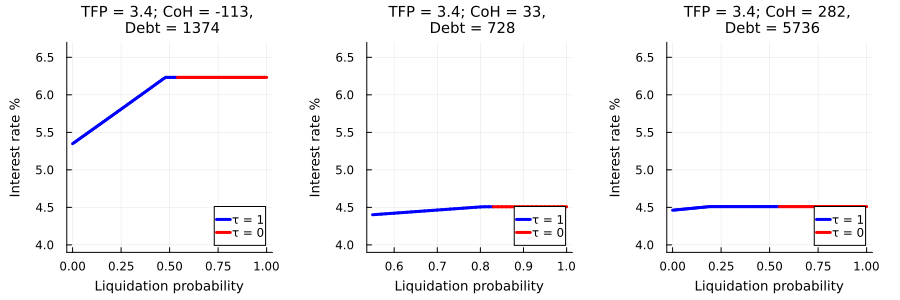 TFP = 3.4; CoH = -113,
Debt = 1374
6.5
6.0
5.5
5.0
4.5
4.0
Interest rate %
0.00 0.25 0.50 0.75 1.00
Liquidation probability
τ = 1
τ = 0
TFP = 3.4; CoH = 33,
Debt = 728
6.5
6.0
5.5
5.0
4.5
4.0
Interest rate %
0.6 0.7 0.8 0.9 1.0
Liquidation probability
τ = 1
τ = 0
TFP = 3.4; CoH = 282,
Debt = 5736
6.5
6.0
5.5
5.0
4.5
4.0
Interest rate %
0.00 0.25 0.50 0.75 1.00
Liquidation probability
τ = 1
τ = 0